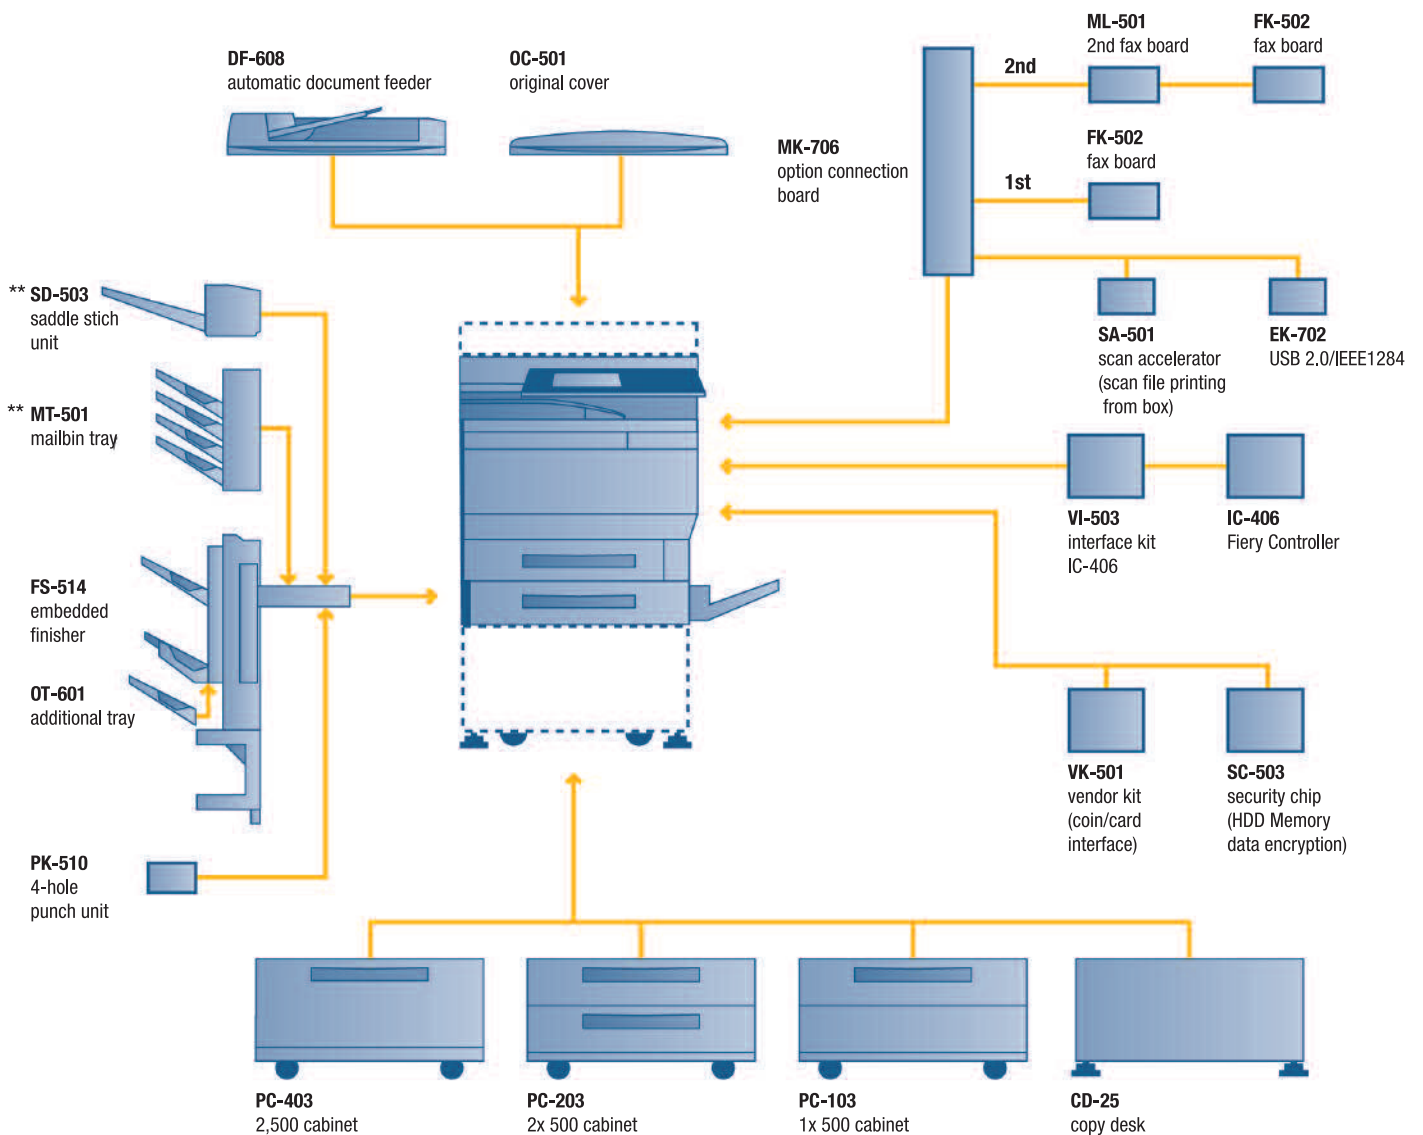 DF-608
automatic document feeder
OC-501
original cover
MK-706
option connection
board
2nd
ML-501
2nd fax board
FK-502
fax board
1st
FK-502
fax board
SA-501
scan accelerator
(scan file printing
from box)
EK-702
USB 2.0/IEEE1284
** SD-503
saddle stich
unit
** MT-501
mailbin tray
FS-514
embedded
finisher
OT-601
additional tray
PK-510
4-hole
punch unit
VI-503
interface kit
IC-406
IC-406
Fiery Controller
VK-501
vendor kit
(coin/card
interface)
SC-503
security chip
(HDD Memory
data encryption)
PC-403
2,500 cabinet
PC-203
2x 500 cabinet
PC-103
1x 500 cabinet
CD-25
copy desk